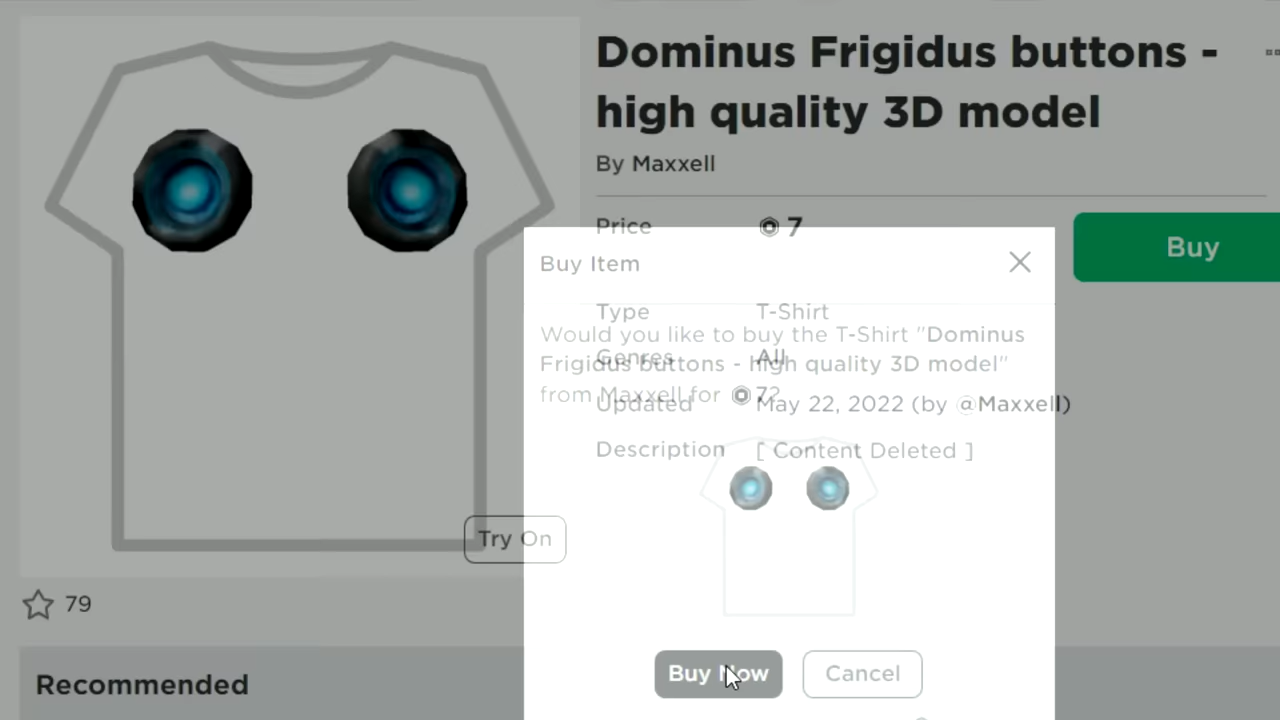 Dominus Frigidus buttons -
high quality 3D model
By Maxxell
Price 7
Buy
Buy Item
Type T-Shirt
Would you like to buy the T-Shirt "Dominus
Genres All
Frigidus buttons - high quality 3D model"
from Maxxell for 7?
Updated May 22, 2022 (by @Maxxell)
Description [ Content Deleted ]
Try On
79
Buy Now
Cancel
Recommended